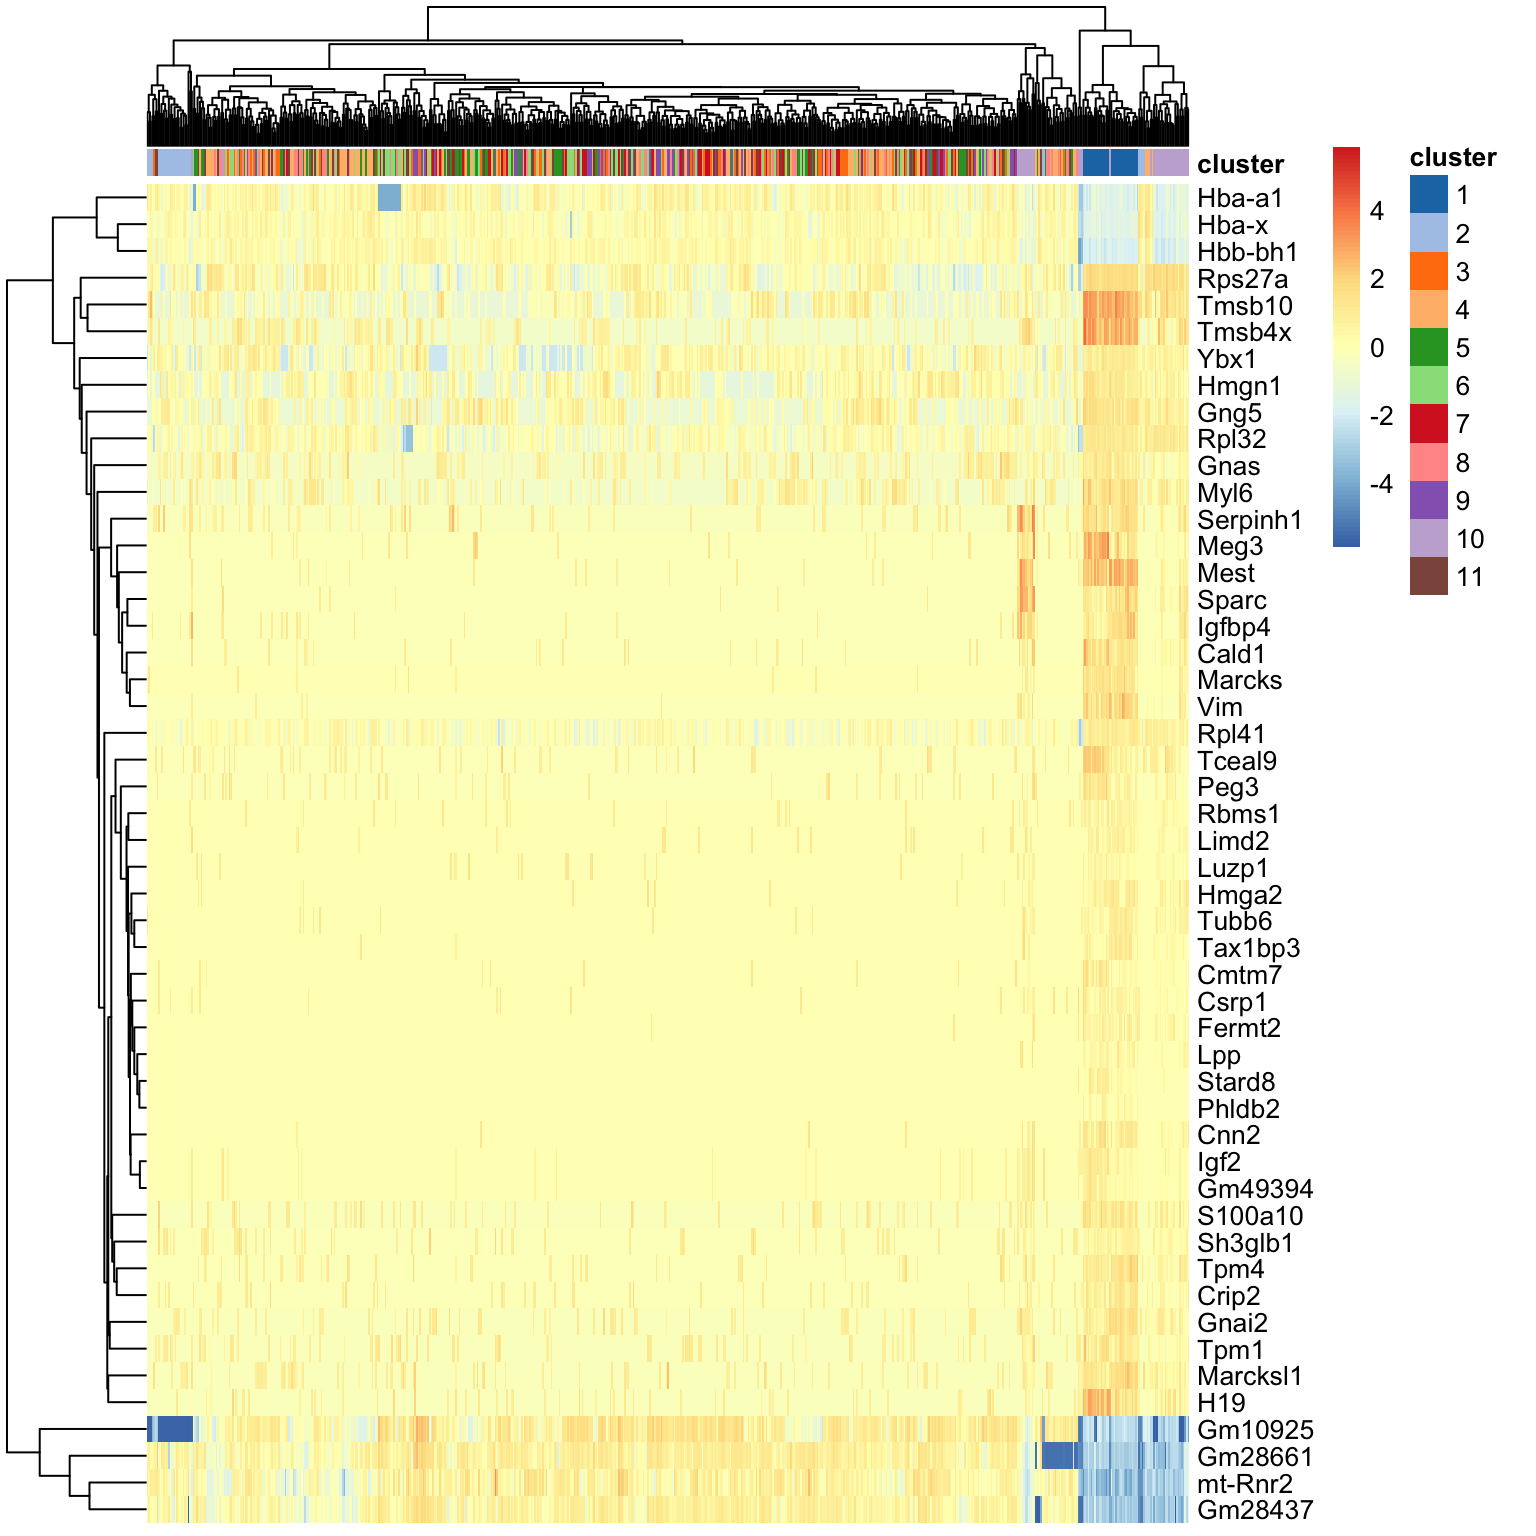 cluster
Hba-a1
Hba-x
Hbb-bh1
Rps27a
Tmsb10
Tmsb4x
Ybx1
Hmgn1
Gng5
Rpl32
Gnas
Myl6
Serpinh1
Meg3
Mest
Sparc
Igfbp4
Cald1
Marcks
Vim
Rpl41
Tceal9
Peg3
Rbms1
Limd2
Luzp1
Hmga2
Tubb6
Tax1bp3
Cmtm7
Csrp1
Fermt2
Lpp
Stard8
Phldb2
Cnn2
Igf2
Gm49394
S100a10
Sh3glb1
Tpm4
Crip2
Gnai2
Tpm1
Marcksl1
H19
Gm10925
Gm28661
mt-Rnr2
Gm28437
4
2
0
-2
-4
cluster
1
2
3
4
5
6
7
8
9
10
11